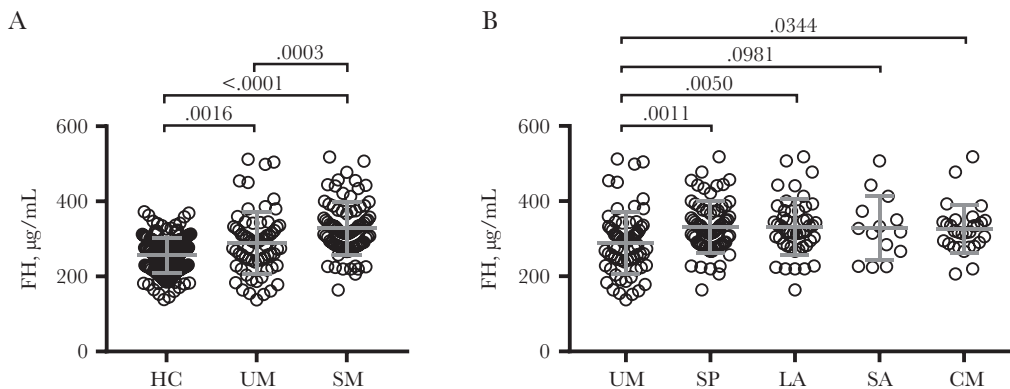 A
.0003
<.0001
.0016
600
400
200
0
FH, μg/mL
HC UM SM
B
.0344
.0981
.0050
.0011
600
400
200
0
FH, μg/mL
UM SP LA SA CM